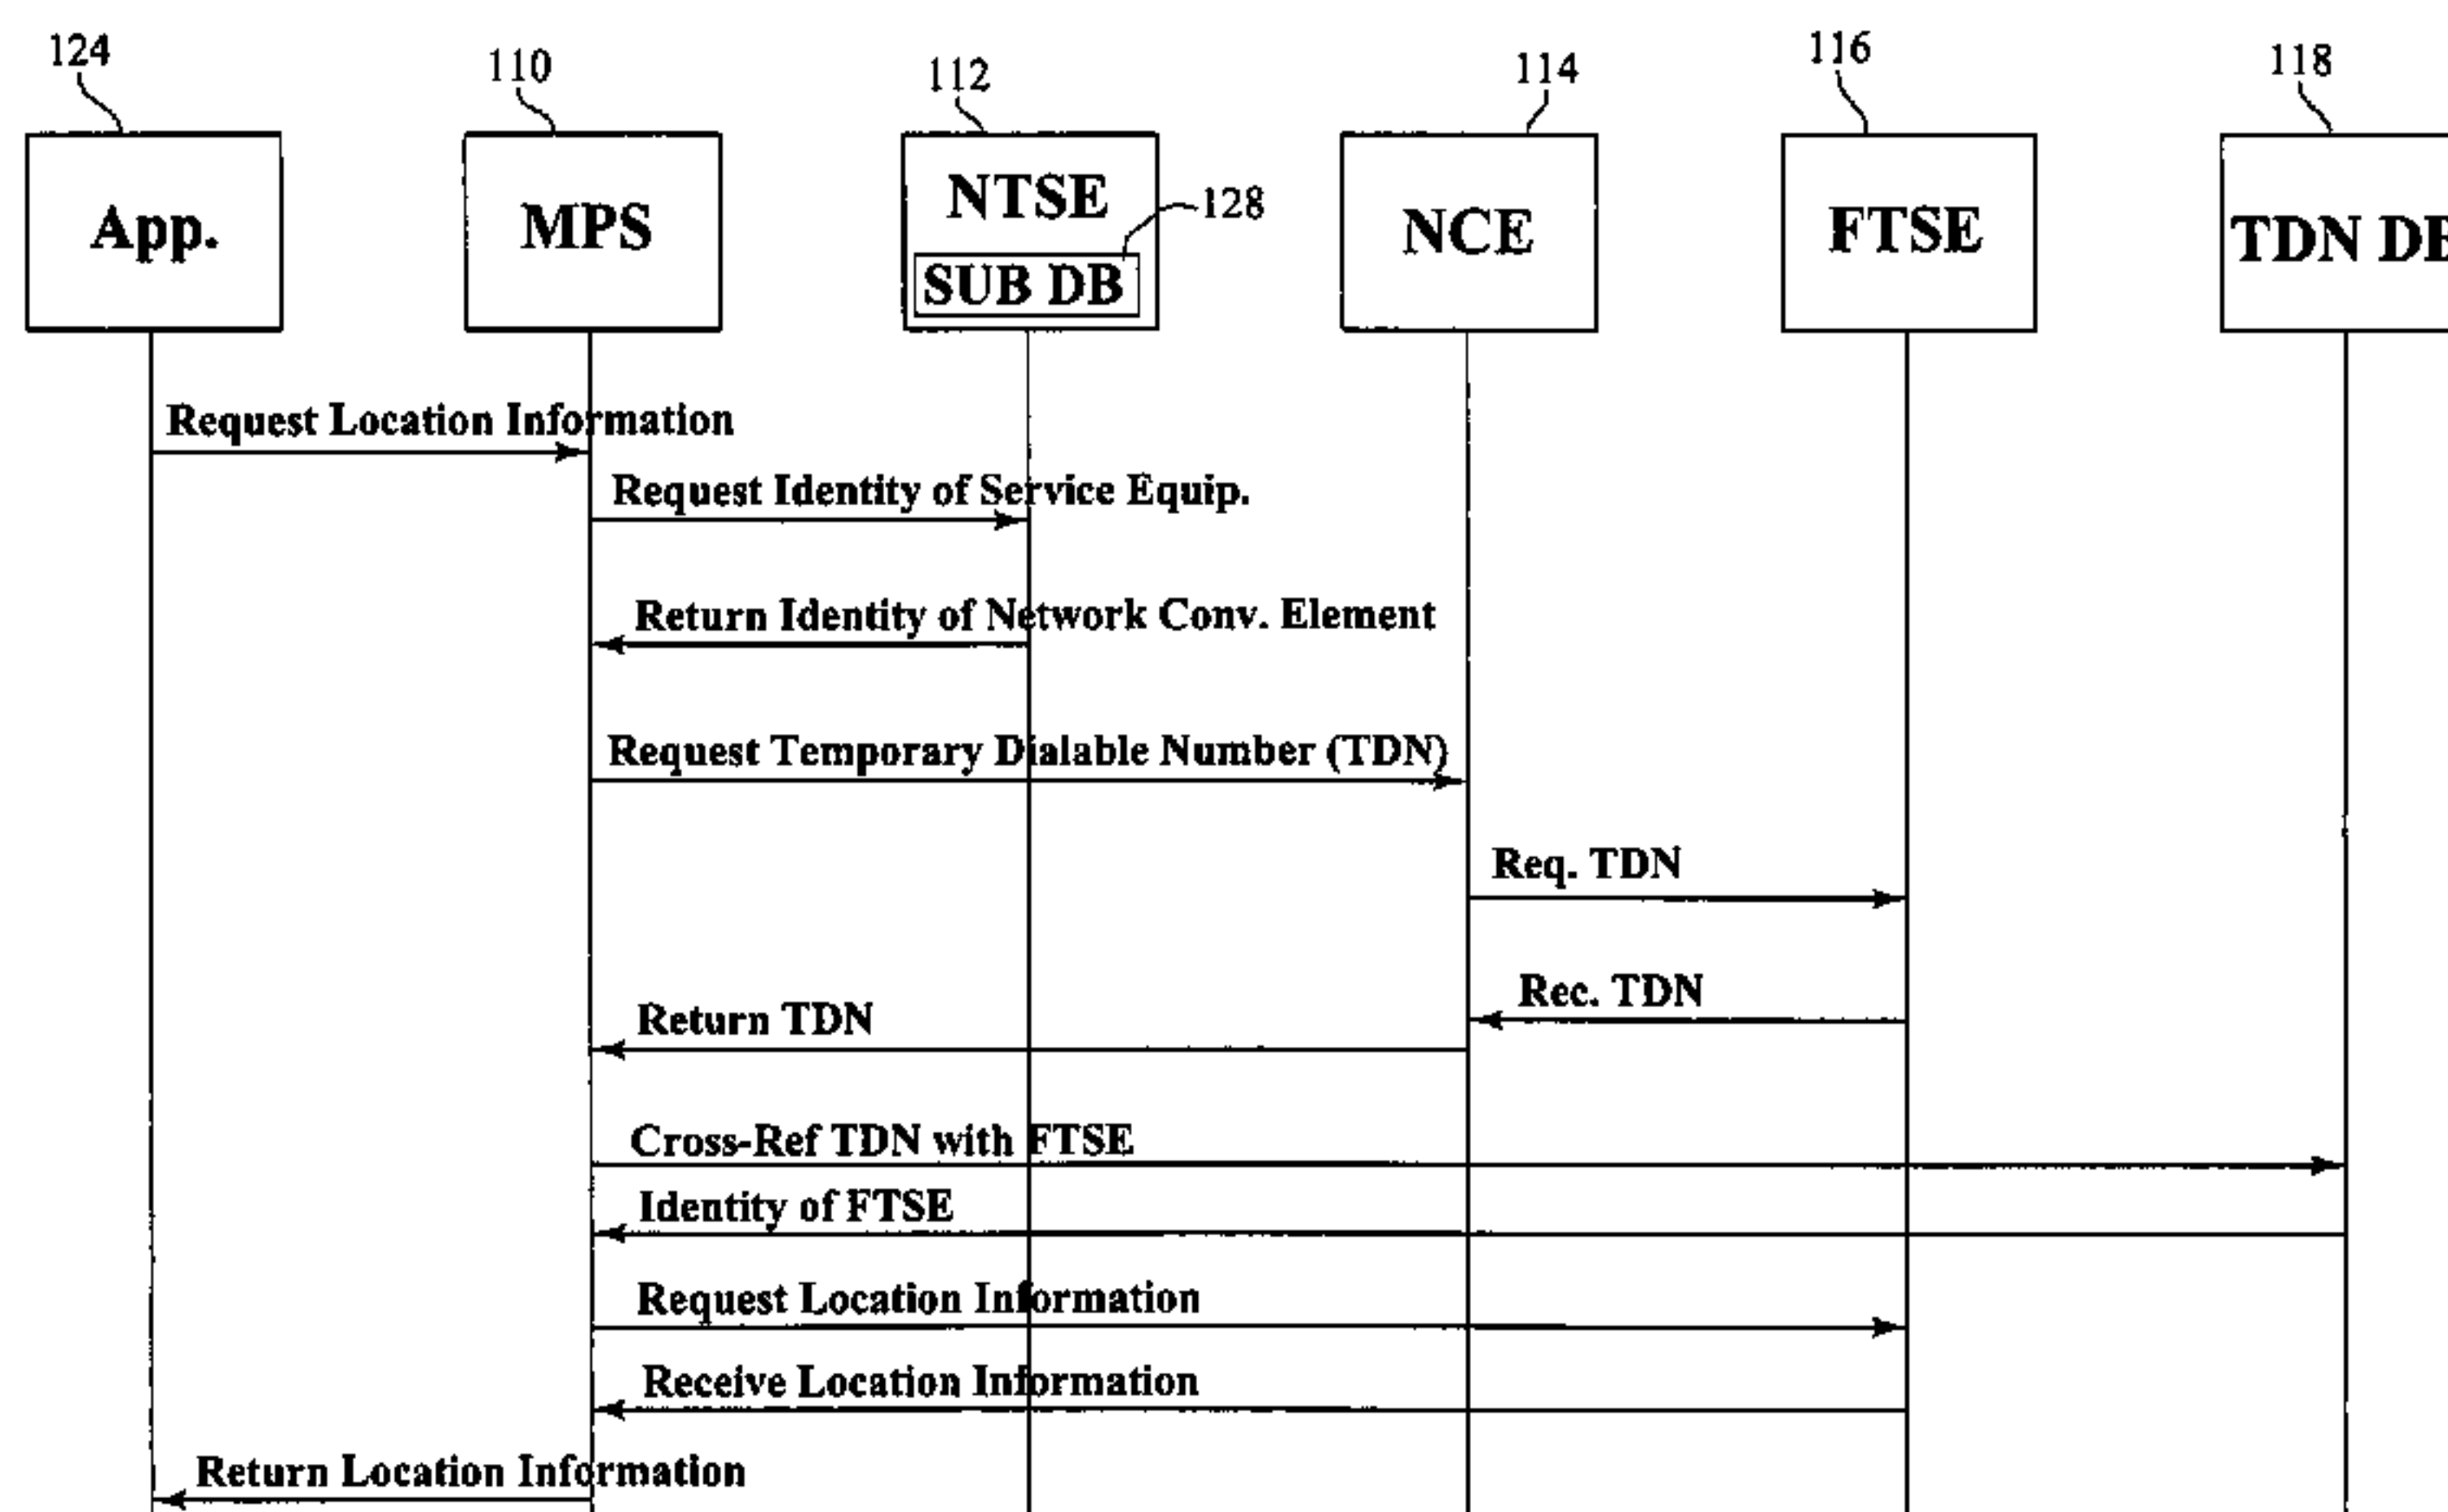 124
110
112
114
116
118
App.
MPS
NTSE
128
SUB DB
NCE
FTSE
TDN DB
Request Location Information
Request Identity of Service Equip.
Return Identity of Network Conv. Element
Request Temporary Dialable Number (TDN)
Req. TDN
Rec. TDN
Return TDN
Cross-Ref TDN with FTSE
Identity of FTSE
Request Location Information
Receive Location Information
Return Location Information